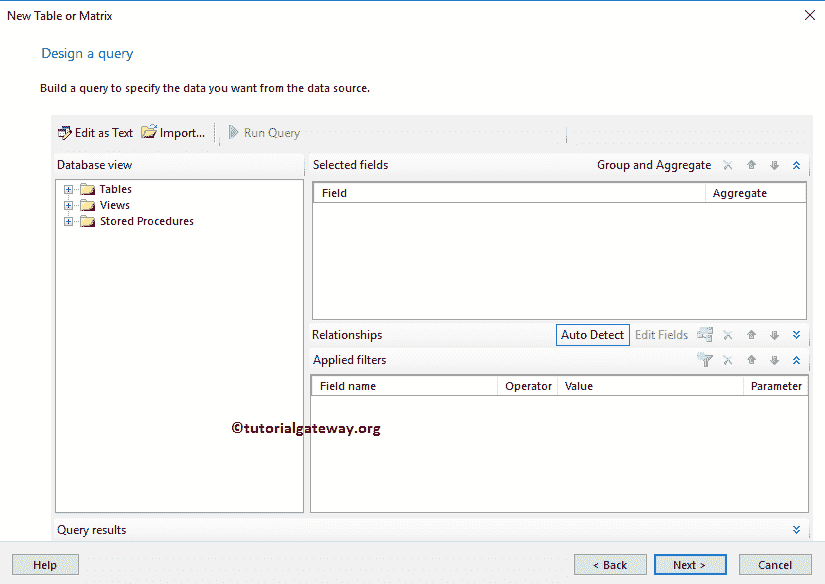 New Table or Matrix
Design a query
Build a query to specify the data you want from the data source.
Edit as Text Import... Run Query
Database view
Tables
Views
Stored Procedures
Selected fields Group and Aggregate
Field Aggregate
Relationships Auto Detect Edit Fields
Applied filters
Field name Operator Value Parameter
©tutorialgateway.org
Query results
Help < Back Next > Cancel